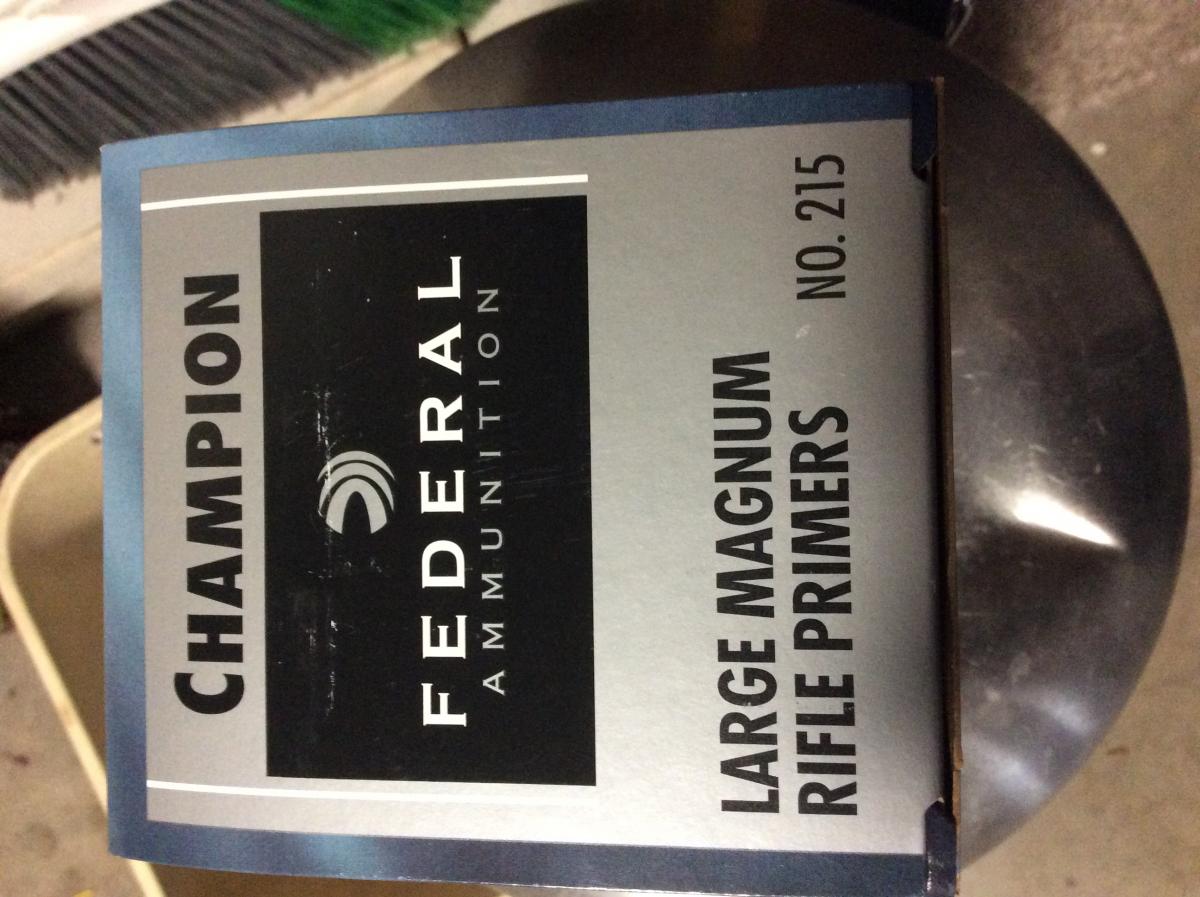 CHAMPION
FEDERAL
AMMUNITION
LARGE MAGNUM
RIFLE PRIMERS NO. 215